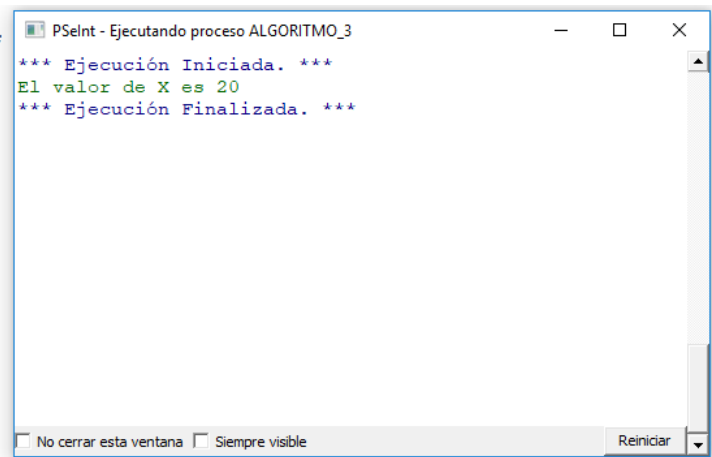 PSeInt - Ejecutando proceso ALGORITMO_3
*** Ejecución Iniciada. ***
El valor de X es 20
*** Ejecución Finalizada. ***
No cerrar esta ventana Siempre visible Reiniciar